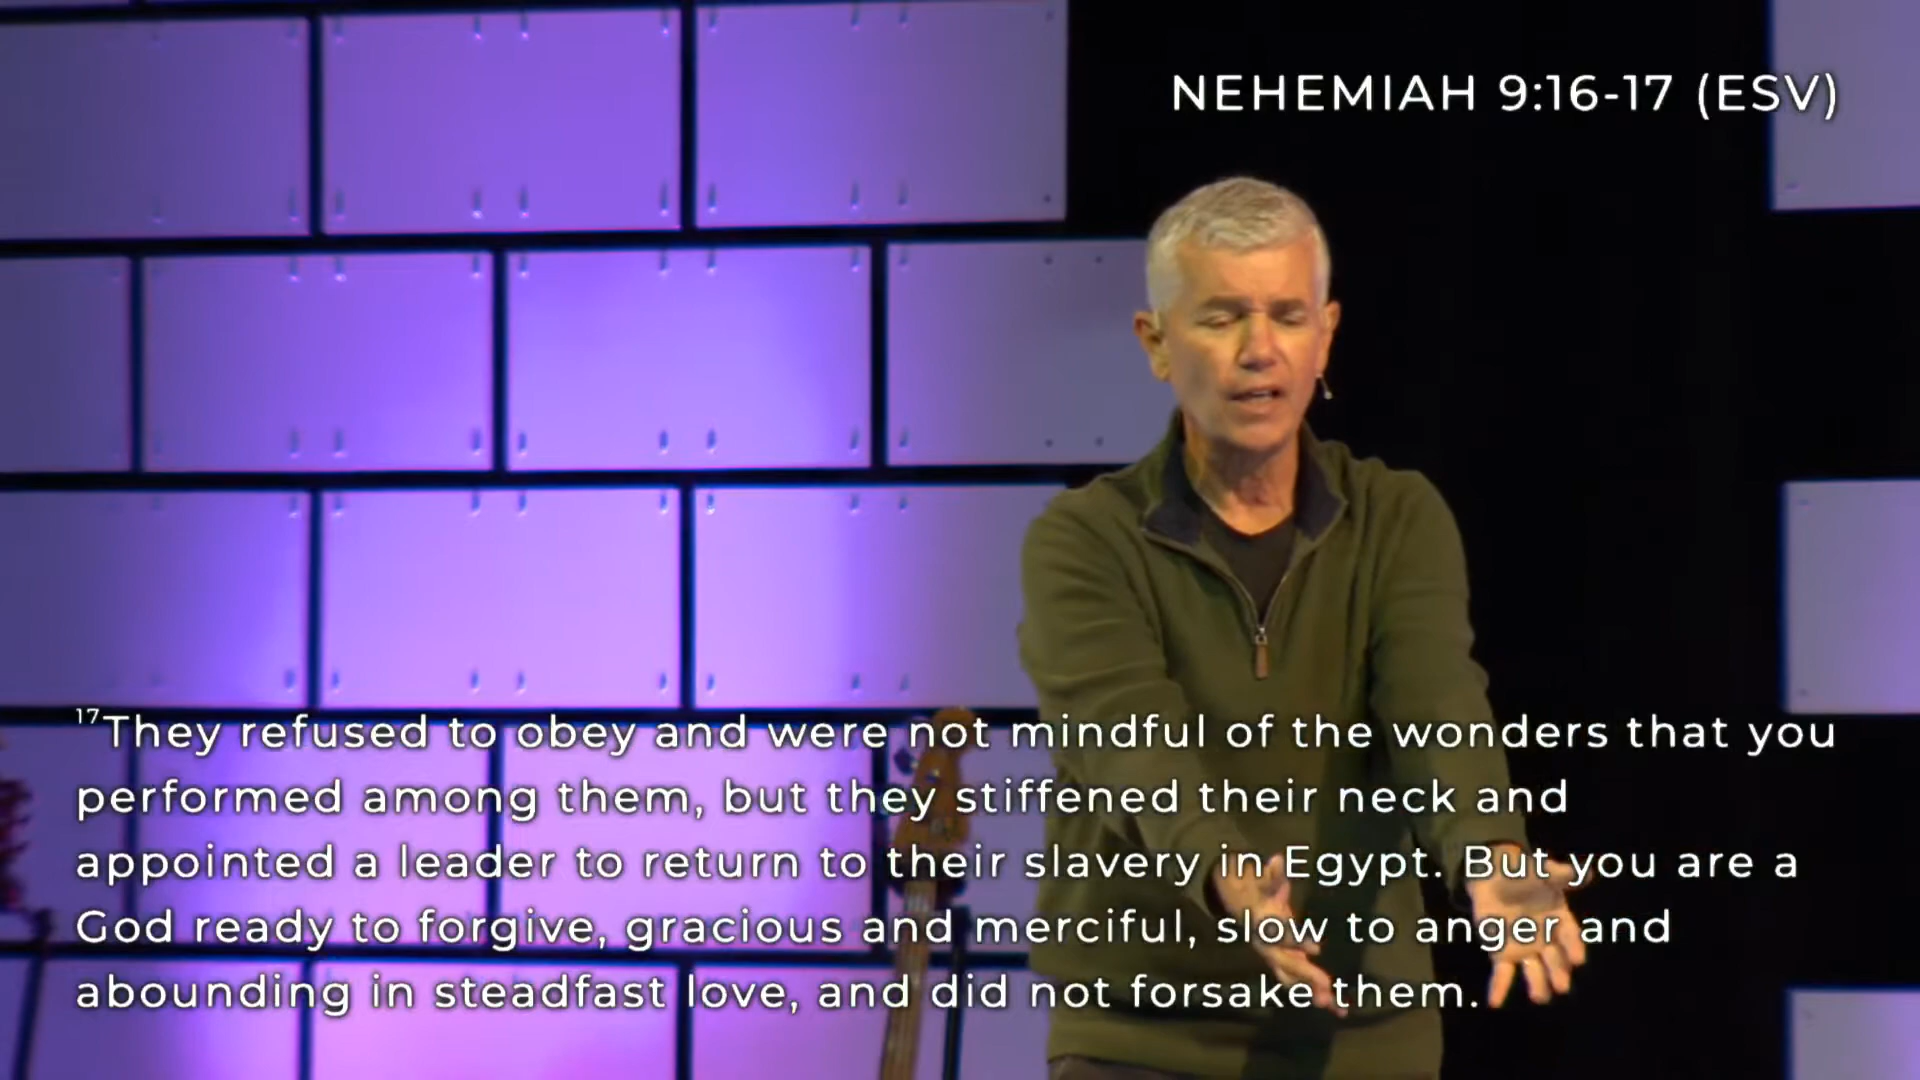 NEHEMIAH 9:16-17 (ESV)
¹⁷They refused to obey and were not mindful of the wonders that you
performed among them, but they stiffened their neck and
appointed a leader to return to their slavery in Egypt. But you are a
God ready to forgive, gracious and merciful, slow to anger and
abounding in steadfast love, and did not forsake them.